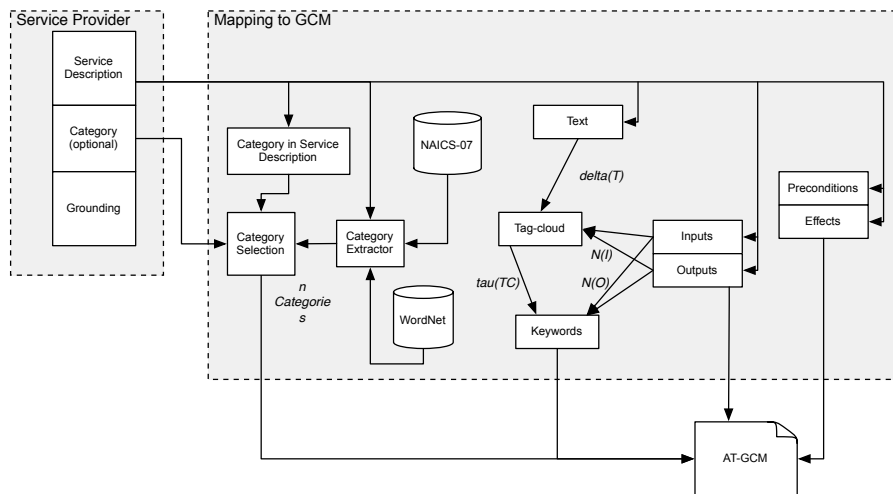 Service Provider
Mapping to GCM
Service
Description
Category
(optional)
Grounding
Category in Service
Description
NAICS-07
Text
delta(T)
Preconditions
Effects
Category
Selection
Category
Extractor
Tag-cloud
Inputs
Outputs
N(I)
N(O)
tau(TC)
n
Categorie
s
WordNet
Keywords
AT-GCM